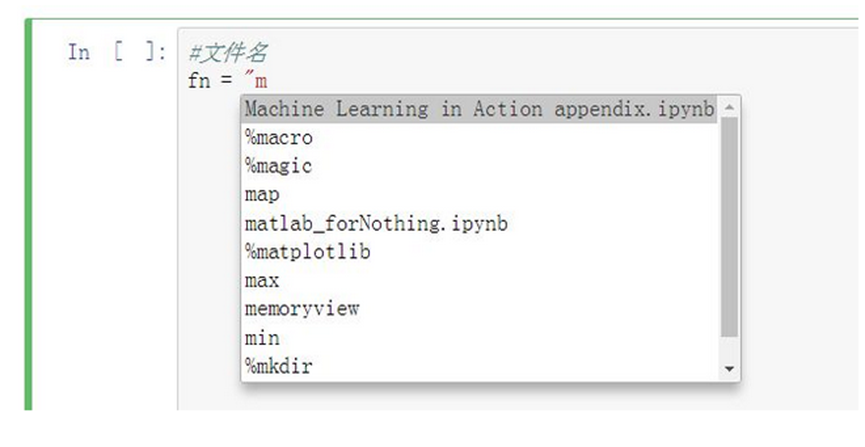 In [ ]: #文件名
fn = "m
Machine Learning in Action appendix.ipynb
%macro
%magic
map
matlab_forNothing.ipynb
%matplotlib
max
memoryview
min
%mkdir